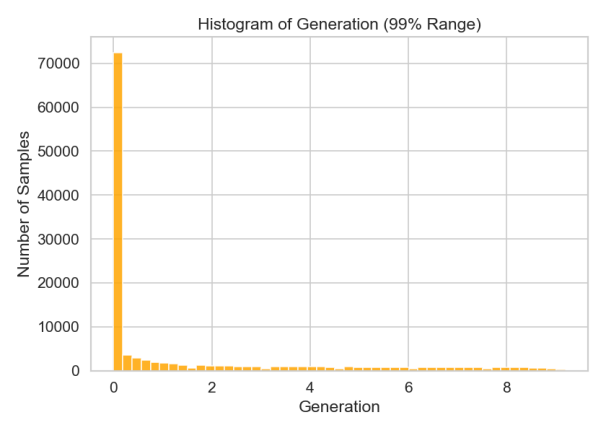 Histogram of Generation (99% Range)
Number of Samples
70000
60000
50000
40000
30000
20000
10000
0
0 2 4 6 8
Generation